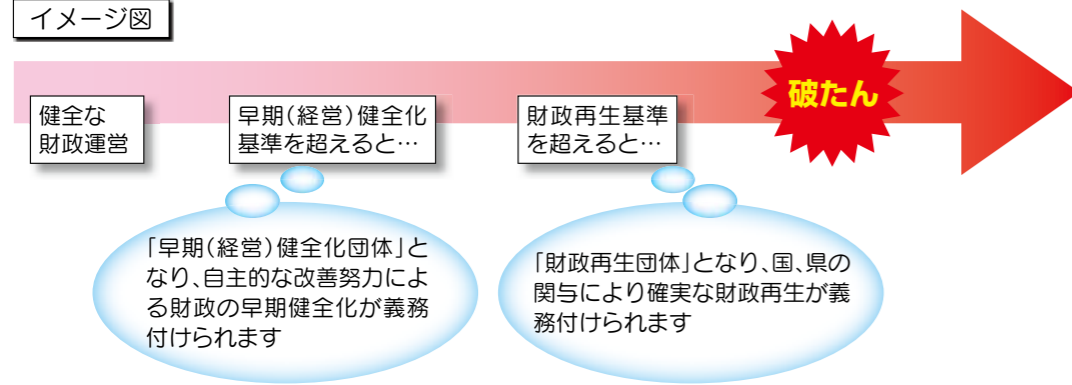 イメージ図
破たん
健全な
財政運営
早期(経営)健全化
基準を超えると…
財政再生基準
を超えると…
「早期(経営)健全化団体」と
なり、自主的な改善努力によ
る財政の早期健全化が義務
付けられます
「財政再生団体」となり、国、県の
関与により確実な財政再生が義
務付けられます